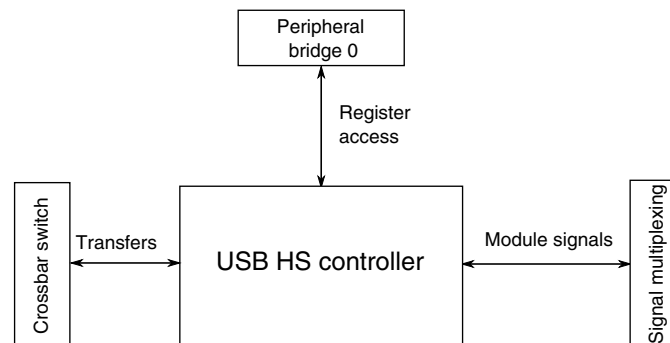 Peripheral
bridge 0
Register
access
Crossbar switch
Transfers
USB HS controller
Module signals
Signal multiplexing